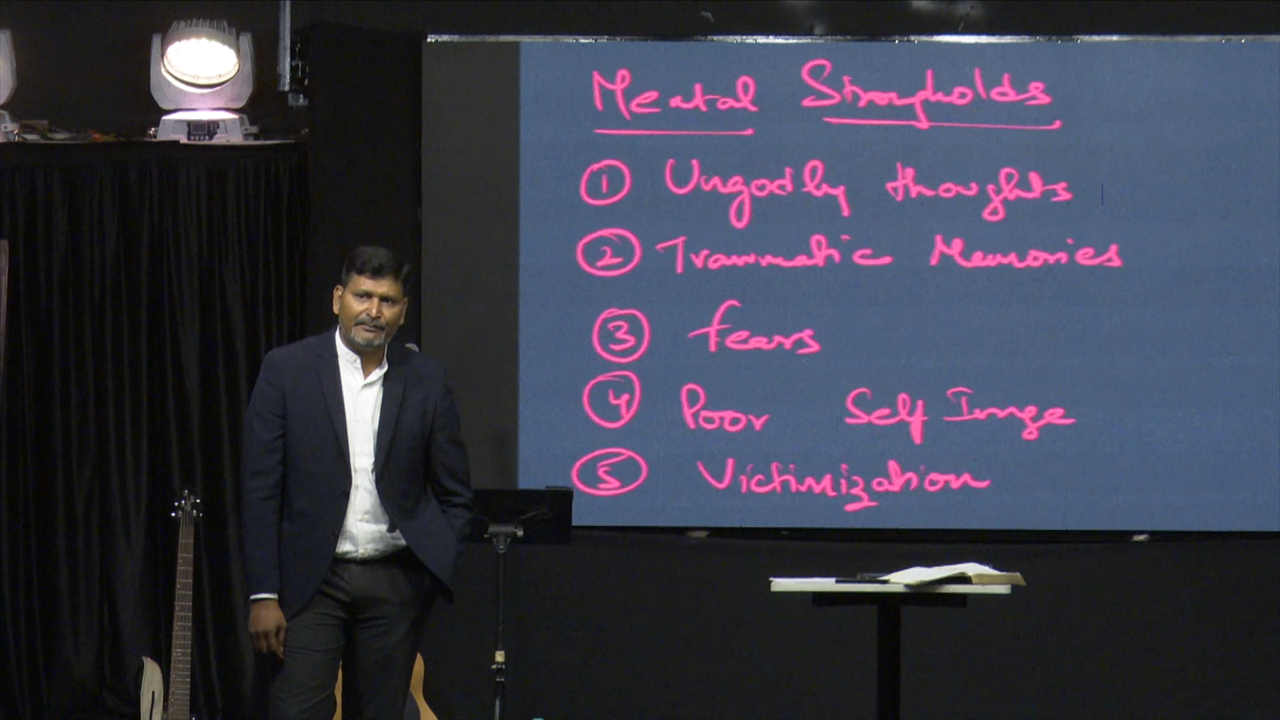 Mental Strongholds
① Ungodly thoughts
② Traumatic Memories
③ fears
④ Poor Self Image
⑤ Victimization